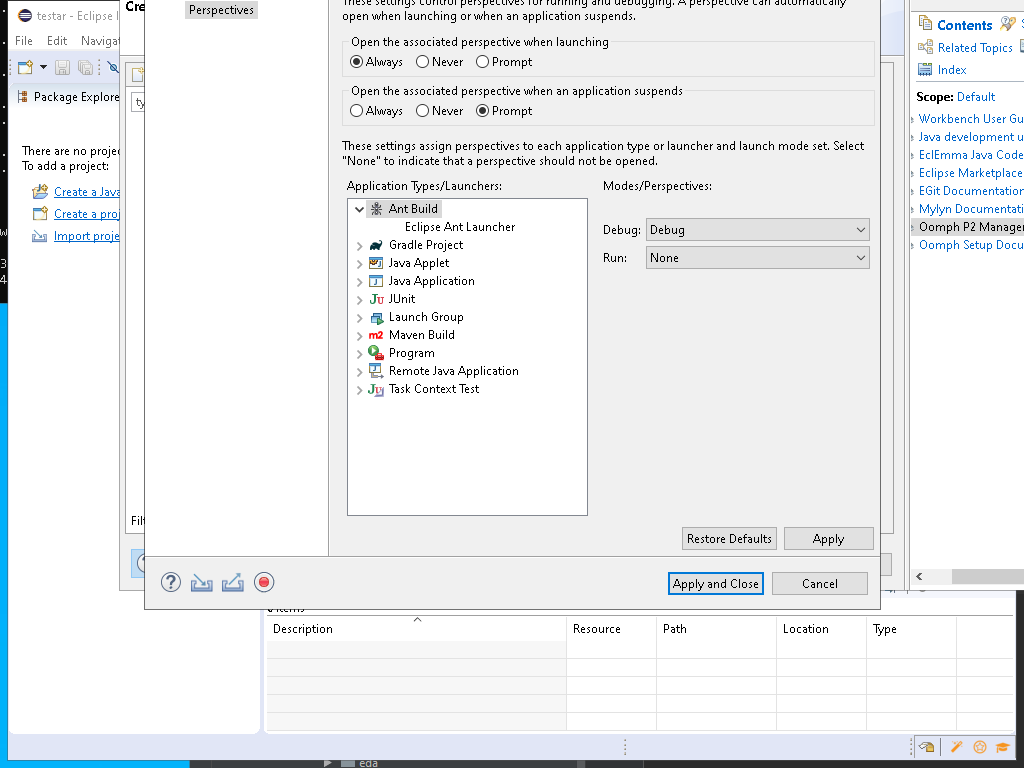 testar - Eclipse I
File Edit Navigat
Package Explore
There are no projec
To add a project:
Create a Java
Create a proj
Import proje
Cre
ty
Filt
Perspectives
These settings control perspectives for running and debugging. A perspective can automatically
open when launching or when an application suspends.
Open the associated perspective when launching
Always Never Prompt
Open the associated perspective when an application suspends
Always Never Prompt
These settings assign perspectives to each application type or launcher and launch mode set. Select
"None" to indicate that a perspective should not be opened.
Application Types/Launchers: Modes/Perspectives:
Ant Build
Eclipse Ant Launcher
Gradle Project
Java Applet
Java Application
JUnit
Launch Group
Maven Build
Program
Remote Java Application
Task Context Test
Debug: Debug
Run: None
Restore Defaults Apply
Apply and Close Cancel
Contents
Related Topics
Index
Scope: Default
Workbench User Gu
Java development u
EclEmma Java Code
Eclipse Marketplace
EGit Documentation
Mylyn Documentati
Oomph P2 Manager
Oomph Setup Docu
0 items
Description Resource Path Location Type
eda